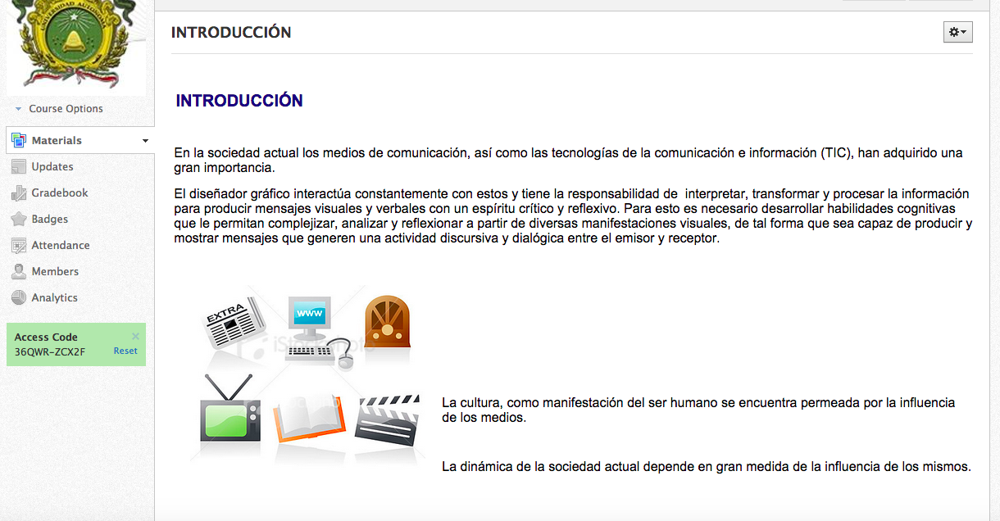 UNIVERSIDAD AUTÓNOMA
Course Options
Materials
Updates
Gradebook
Badges
Attendance
Members
Analytics
Access Code
36QWR-ZCX2F
Reset
INTRODUCCIÓN
INTRODUCCIÓN
En la sociedad actual los medios de comunicación, así como las tecnologías de la comunicación e información (TIC), han adquirido una
gran importancia.
El diseñador gráfico interactúa constantemente con estos y tiene la responsabilidad de interpretar, transformar y procesar la información
para producir mensajes visuales y verbales con un espíritu crítico y reflexivo. Para esto es necesario desarrollar habilidades cognitivas
que le permitan complejizar, analizar y reflexionar a partir de diversas manifestaciones visuales, de tal forma que sea capaz de producir y
mostrar mensajes que generen una actividad discursiva y dialógica entre el emisor y receptor.
EXTRA
WWW
iStockphoto
La cultura, como manifestación del ser humano se encuentra permeada por la influencia
de los medios.
La dinámica de la sociedad actual depende en gran medida de la influencia de los mismos.